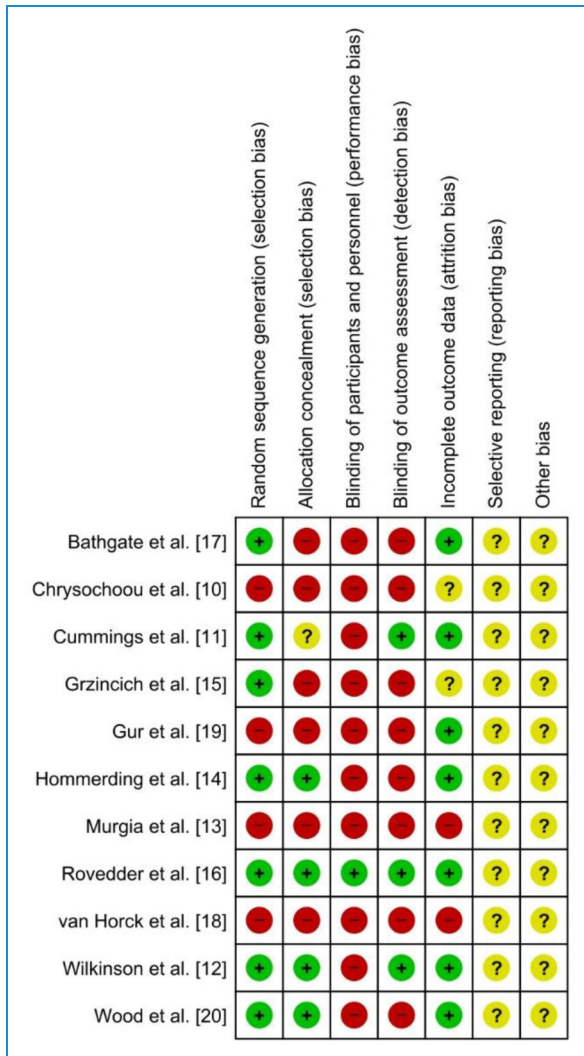 Random sequence generation (selection bias)
Allocation concealment (selection bias)
Blinding of participants and personnel (performance bias)
Blinding of outcome assessment (detection bias)
Incomplete outcome data (attrition bias)
Selective reporting (reporting bias)
Other bias
Bathgate et al. [17] + − − − + ? ?
Chrysochoou et al. [10] − − − − ? ? ?
Cummings et al. [11] + ? − + + ? ?
Grzincich et al. [15] + − − − ? ? ?
Gur et al. [19] − − − − + ? ?
Hommerding et al. [14] + + − − + ? ?
Murgia et al. [13] − − − − − ? ?
Rovedder et al. [16] + + + + + ? ?
van Horck et al. [18] − − − − − ? ?
Wilkinson et al. [12] + + − + + ? ?
Wood et al. [20] + + − − + ? ?